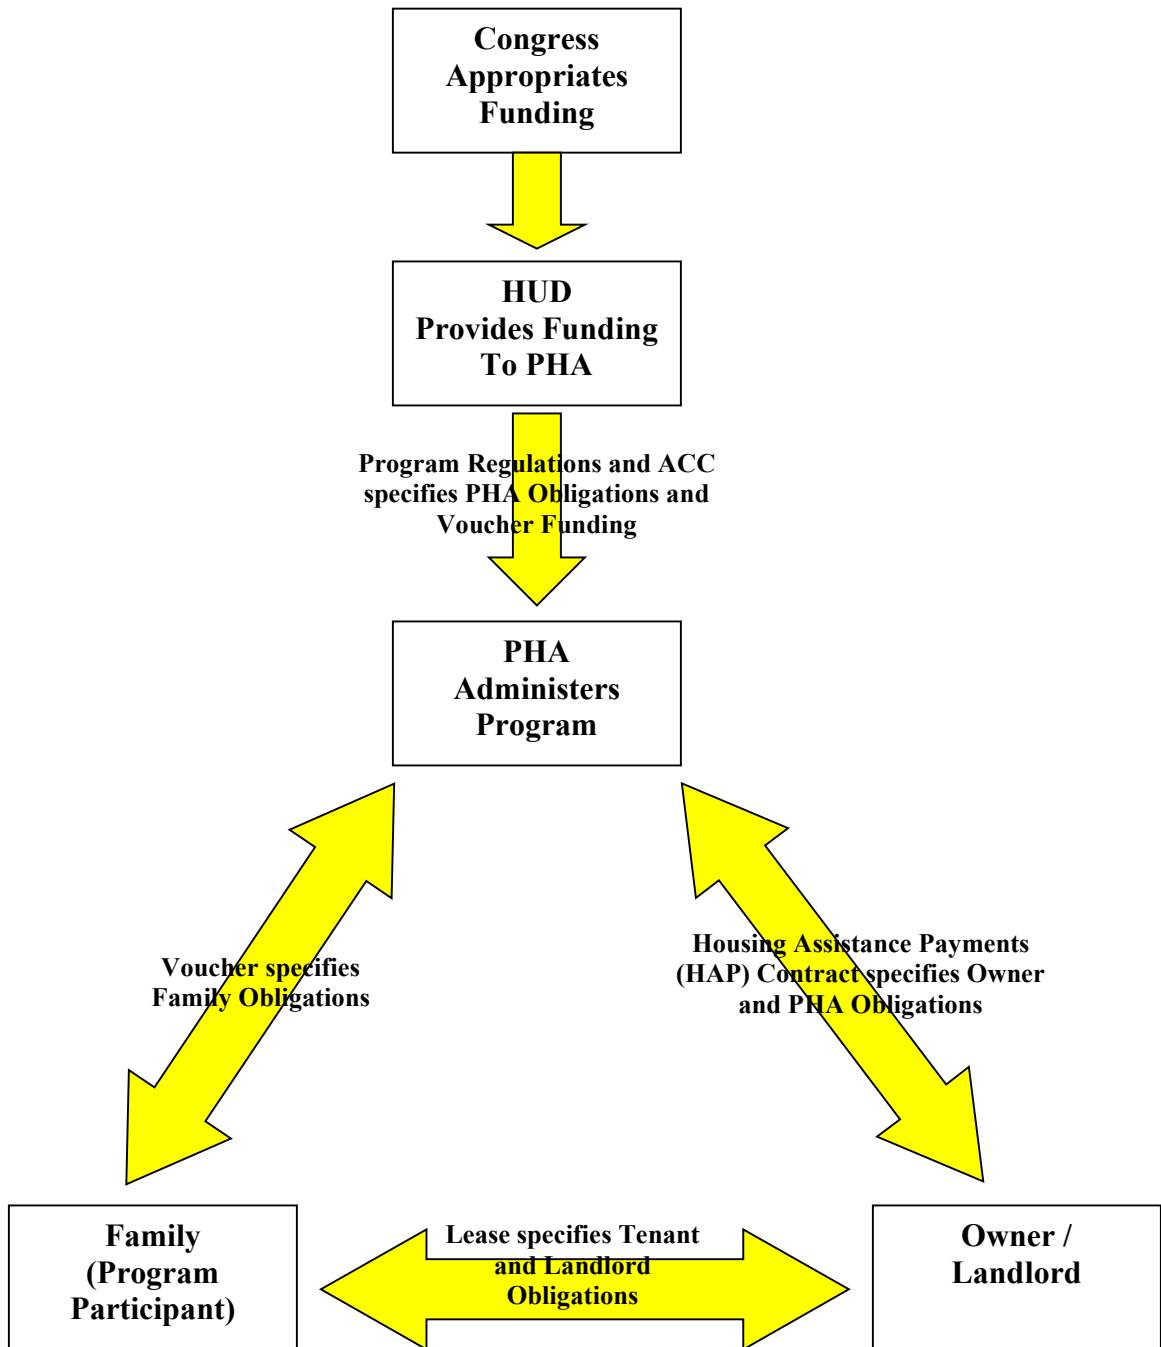 Congress
Appropriates
Funding
HUD
Provides Funding
To PHA
Program Regulations and ACC
specifies PHA Obligations and
Voucher Funding
PHA
Administers
Program
Voucher specifies
Family Obligations
Housing Assistance Payments
(HAP) Contract specifies Owner
and PHA Obligations
Family
(Program
Participant)
Lease specifies Tenant
and Landlord
Obligations
Owner /
Landlord